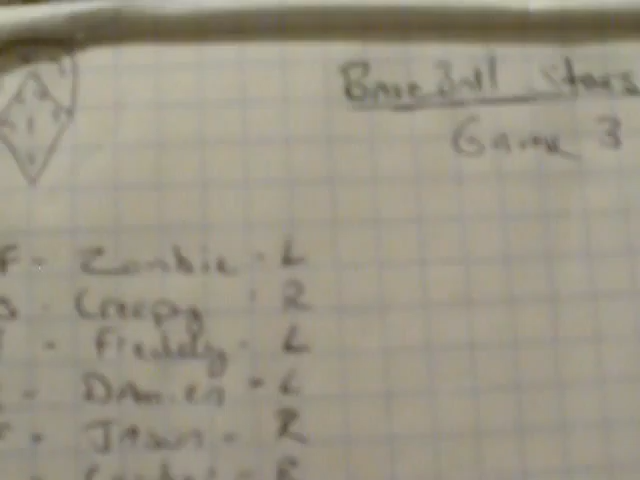 Baseball Stars
Game 3
F - Zombie - L
- Creepy - R
- Freddy - L
- Damien - L
F - Jason - R
- R